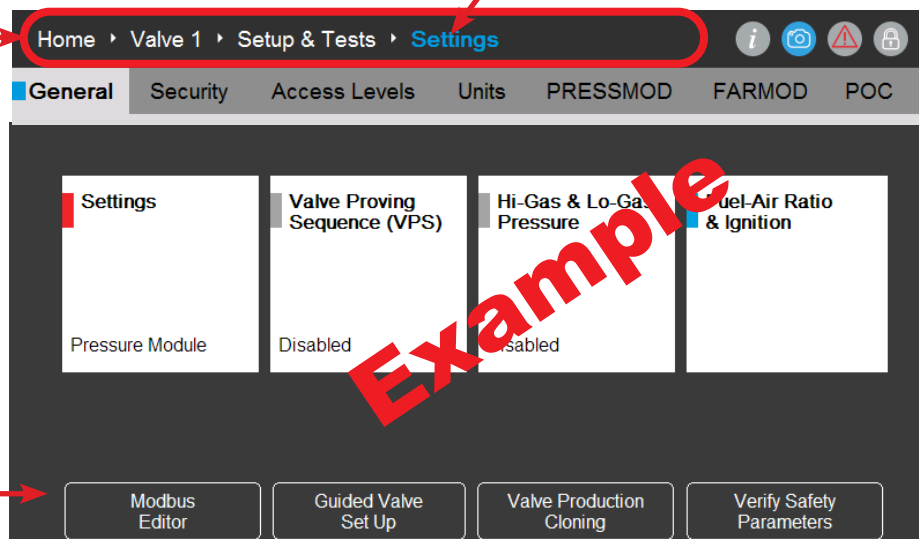 Home ‣ Valve 1 ‣ Setup & Tests ‣ Settings
i
General Security Access Levels Units PRESSMOD FARMOD POC
Settings
Pressure Module
Valve Proving
Sequence (VPS)
Disabled
Hi-Gas & Lo-Gas
Pressure
Disabled
Fuel-Air Ratio
& Ignition
Example
Modbus
Editor
Guided Valve
Set Up
Valve Production
Cloning
Verify Safety
Parameters